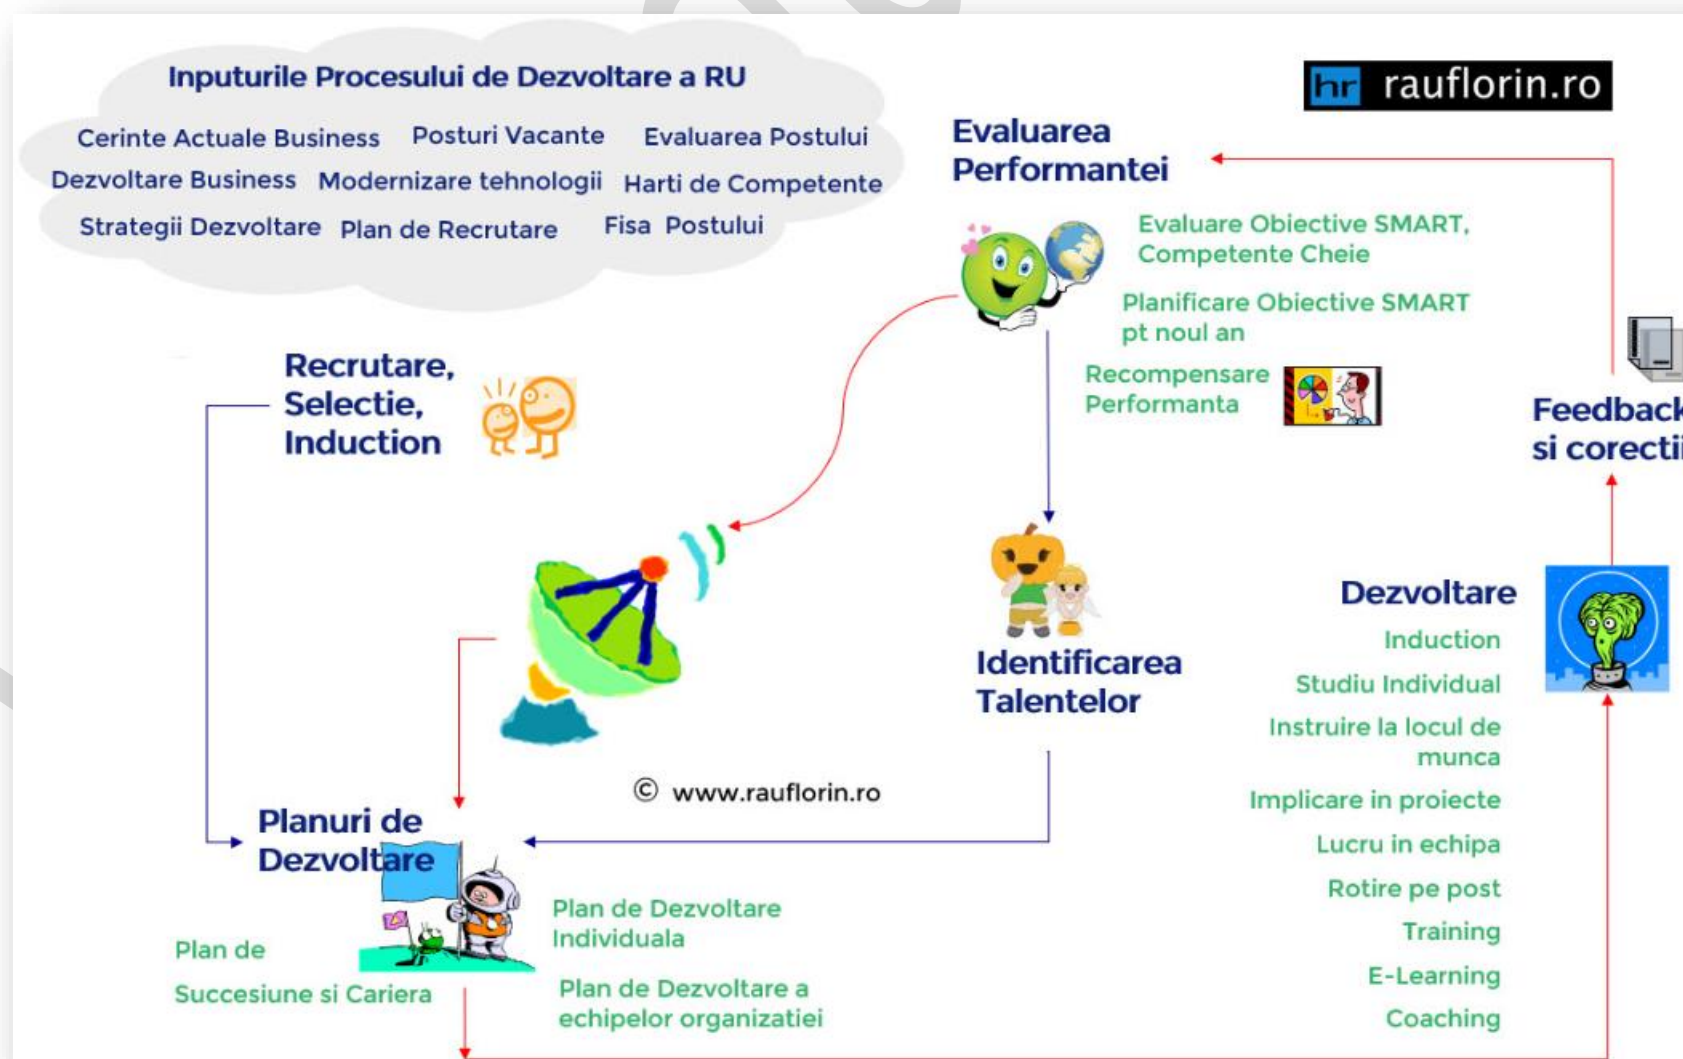 Inputurile Procesului de Dezvoltare a RU
Cerinte Actuale Business Posturi Vacante Evaluarea Postului
Dezvoltare Business Modernizare tehnologii Harti de Competente
Strategii Dezvoltare Plan de Recrutare Fisa Postului
hr rauflorin.ro
Evaluarea
Performantei
Evaluare Obiective SMART,
Competente Cheie
Planificare Obiective SMART
pt noul an
Recompensare
Performanta
Recrutare,
Selectie,
Induction
Feedback
si corectii
Identificarea
Talentelor
Dezvoltare
Induction
Studiu Individual
Instruire la locul de
munca
Implicare in proiecte
Lucru in echipa
Rotire pe post
Training
E-Learning
Coaching
© www.rauflorin.ro
Planuri de
Dezvoltare
Plan de
Succesiune si Cariera
Plan de Dezvoltare
Individuala
Plan de Dezvoltare a
echipelor organizatiei